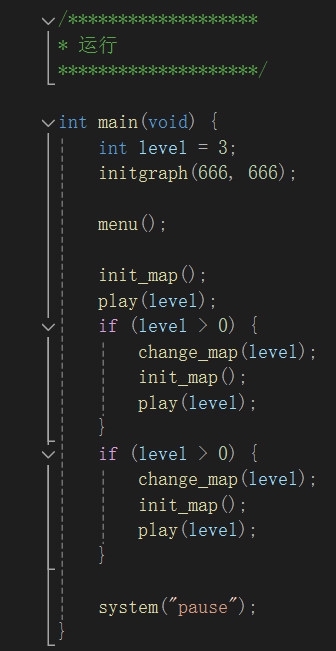 /*******************
* 运行
********************/
int main(void) {
int level = 3;
initgraph(666, 666);
menu();
init_map();
play(level);
if (level > 0) {
change_map(level);
init_map();
play(level);
}
if (level > 0) {
change_map(level);
init_map();
play(level);
}
system("pause");
}